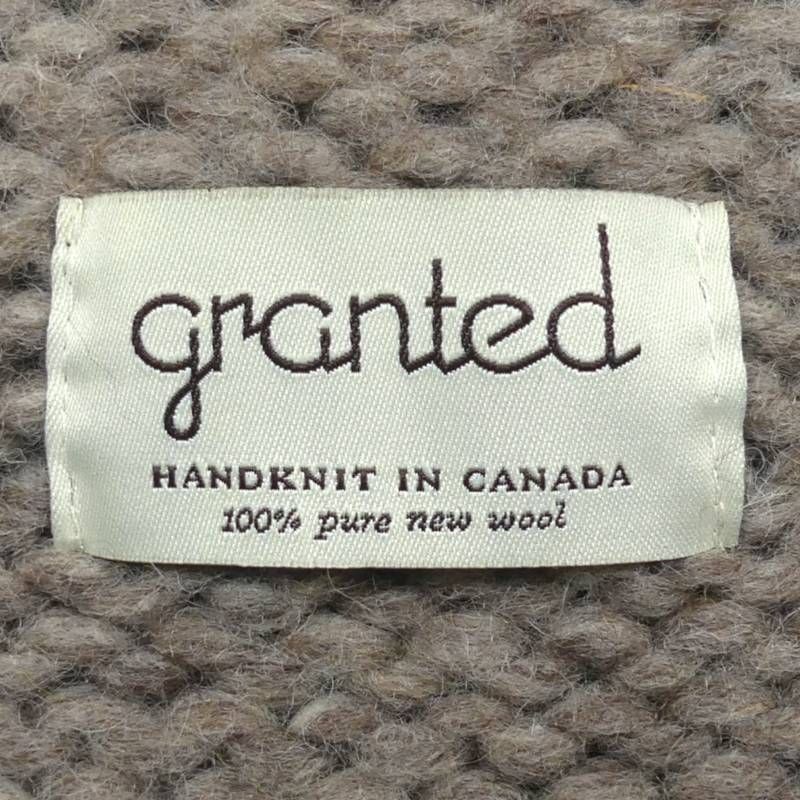 granted
HANDKNIT IN CANADA
100% pure new wool